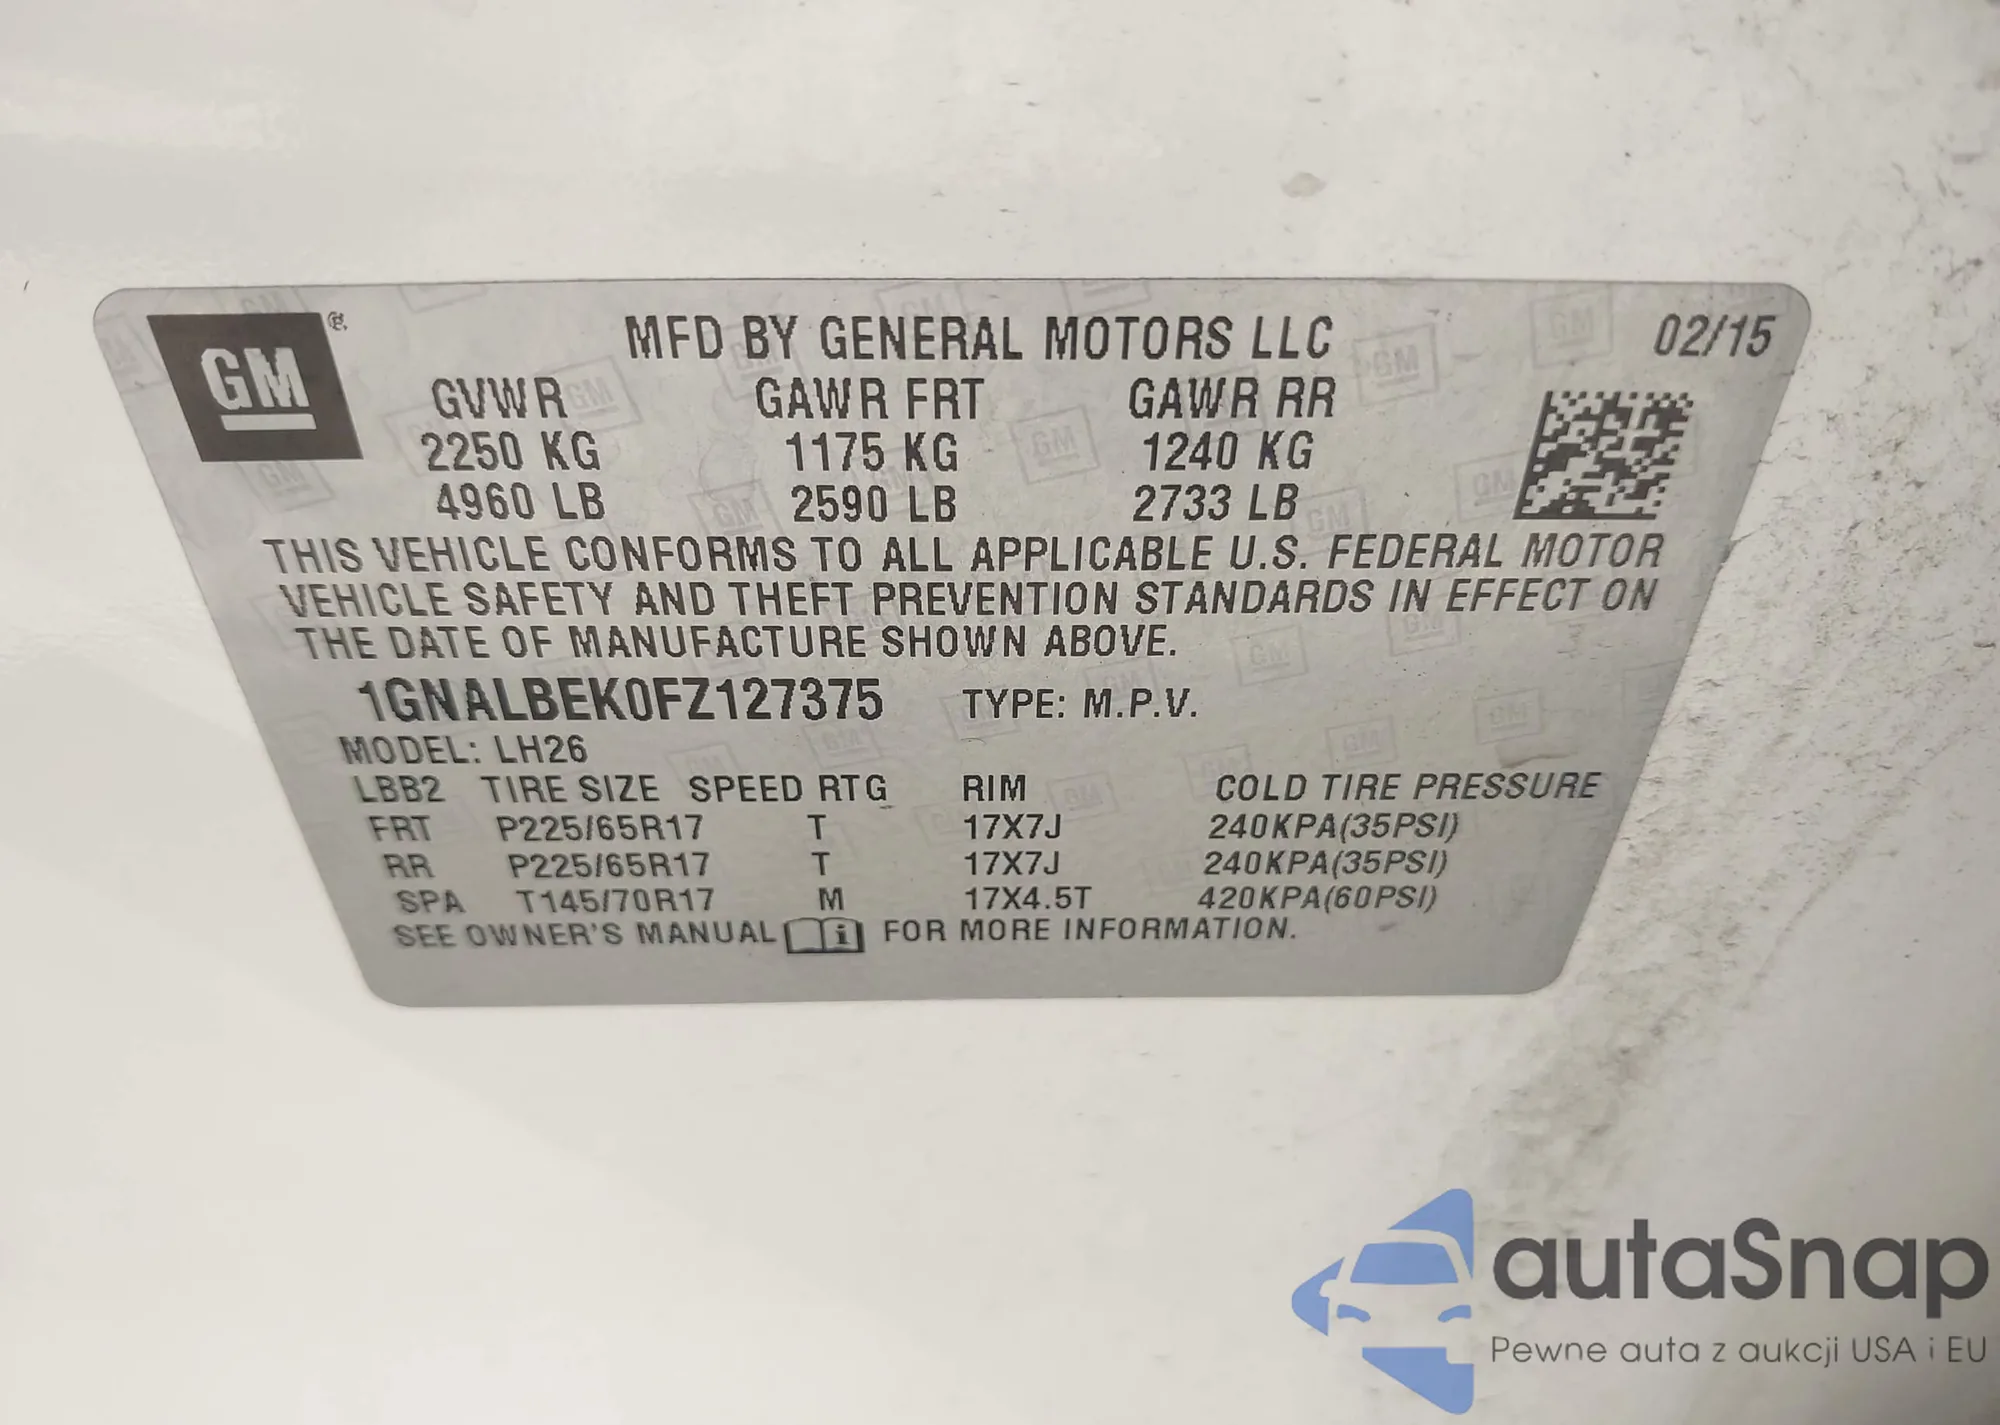 GM
MFD BY GENERAL MOTORS LLC 02/15
GVWR GAWR FRT GAWR RR
2250 KG 1175 KG 1240 KG
4960 LB 2590 LB 2733 LB
THIS VEHICLE CONFORMS TO ALL APPLICABLE U.S. FEDERAL MOTOR
VEHICLE SAFETY AND THEFT PREVENTION STANDARDS IN EFFECT ON
THE DATE OF MANUFACTURE SHOWN ABOVE.
1GNALBEK0FZ127375 TYPE: M.P.V.
MODEL: LH26
LBB2 TIRE SIZE SPEED RTG RIM COLD TIRE PRESSURE
FRT P225/65R17 T 17X7J 240KPA(35PSI)
RR P225/65R17 T 17X7J 240KPA(35PSI)
SPA T145/70R17 M 17X4.5T 420KPA(60PSI)
SEE OWNER'S MANUAL i FOR MORE INFORMATION.
autaSnap
Pewne auta z aukcji USA i EU